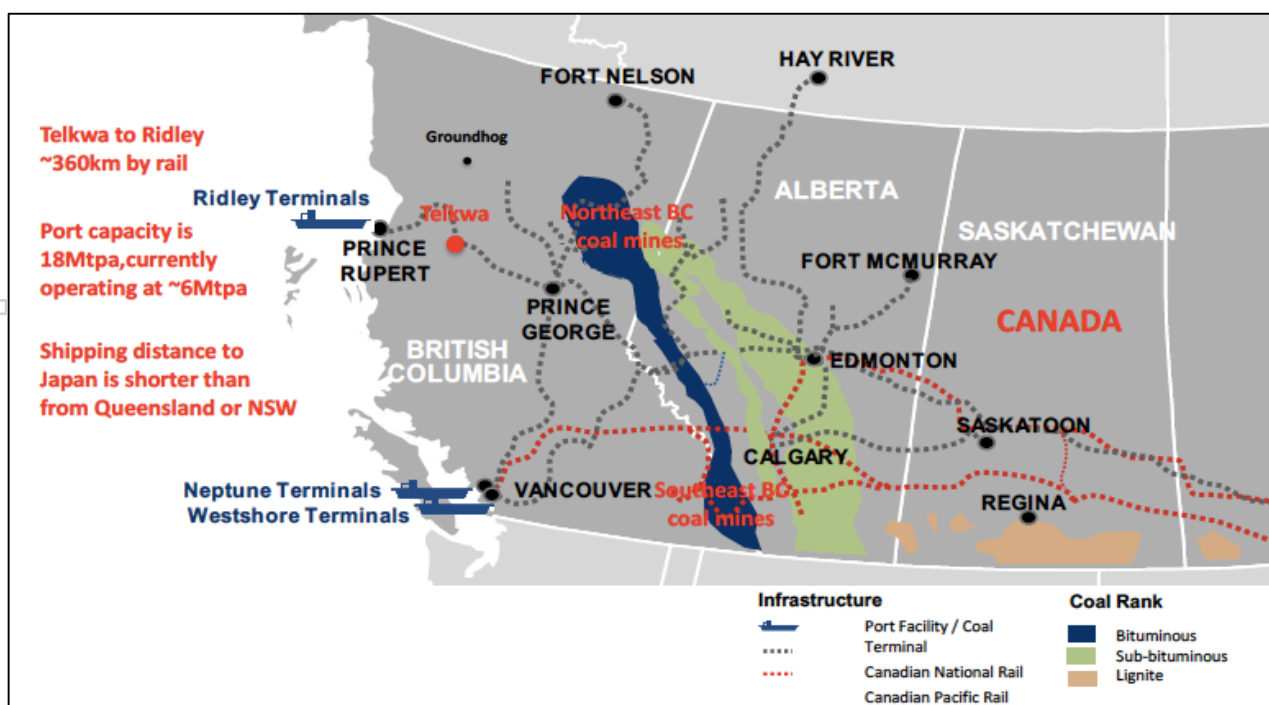 HAY RIVER
FORT NELSON
Telkwa to Ridley
~360km by rail
Groundhog
ALBERTA
Ridley Terminals
Telkwa
Northeast BC
coal mines
SASKATCHEWAN
Port capacity is
18Mtpa,currently
operating at ~6Mtpa
PRINCE
RUPERT
FORT MCMURRAY
PRINCE
GEORGE
CANADA
Shipping distance to
Japan is shorter than
from Queensland or NSW
BRITISH
COLUMBIA
EDMONTON
SASKATOON
CALGARY
Neptune Terminals
Westshore Terminals
VANCOUVER
Southeast BC
coal mines
REGINA
Infrastructure
Port Facility / Coal
Terminal
Canadian National Rail
Canadian Pacific Rail
Coal Rank
Bituminous
Sub-bituminous
Lignite